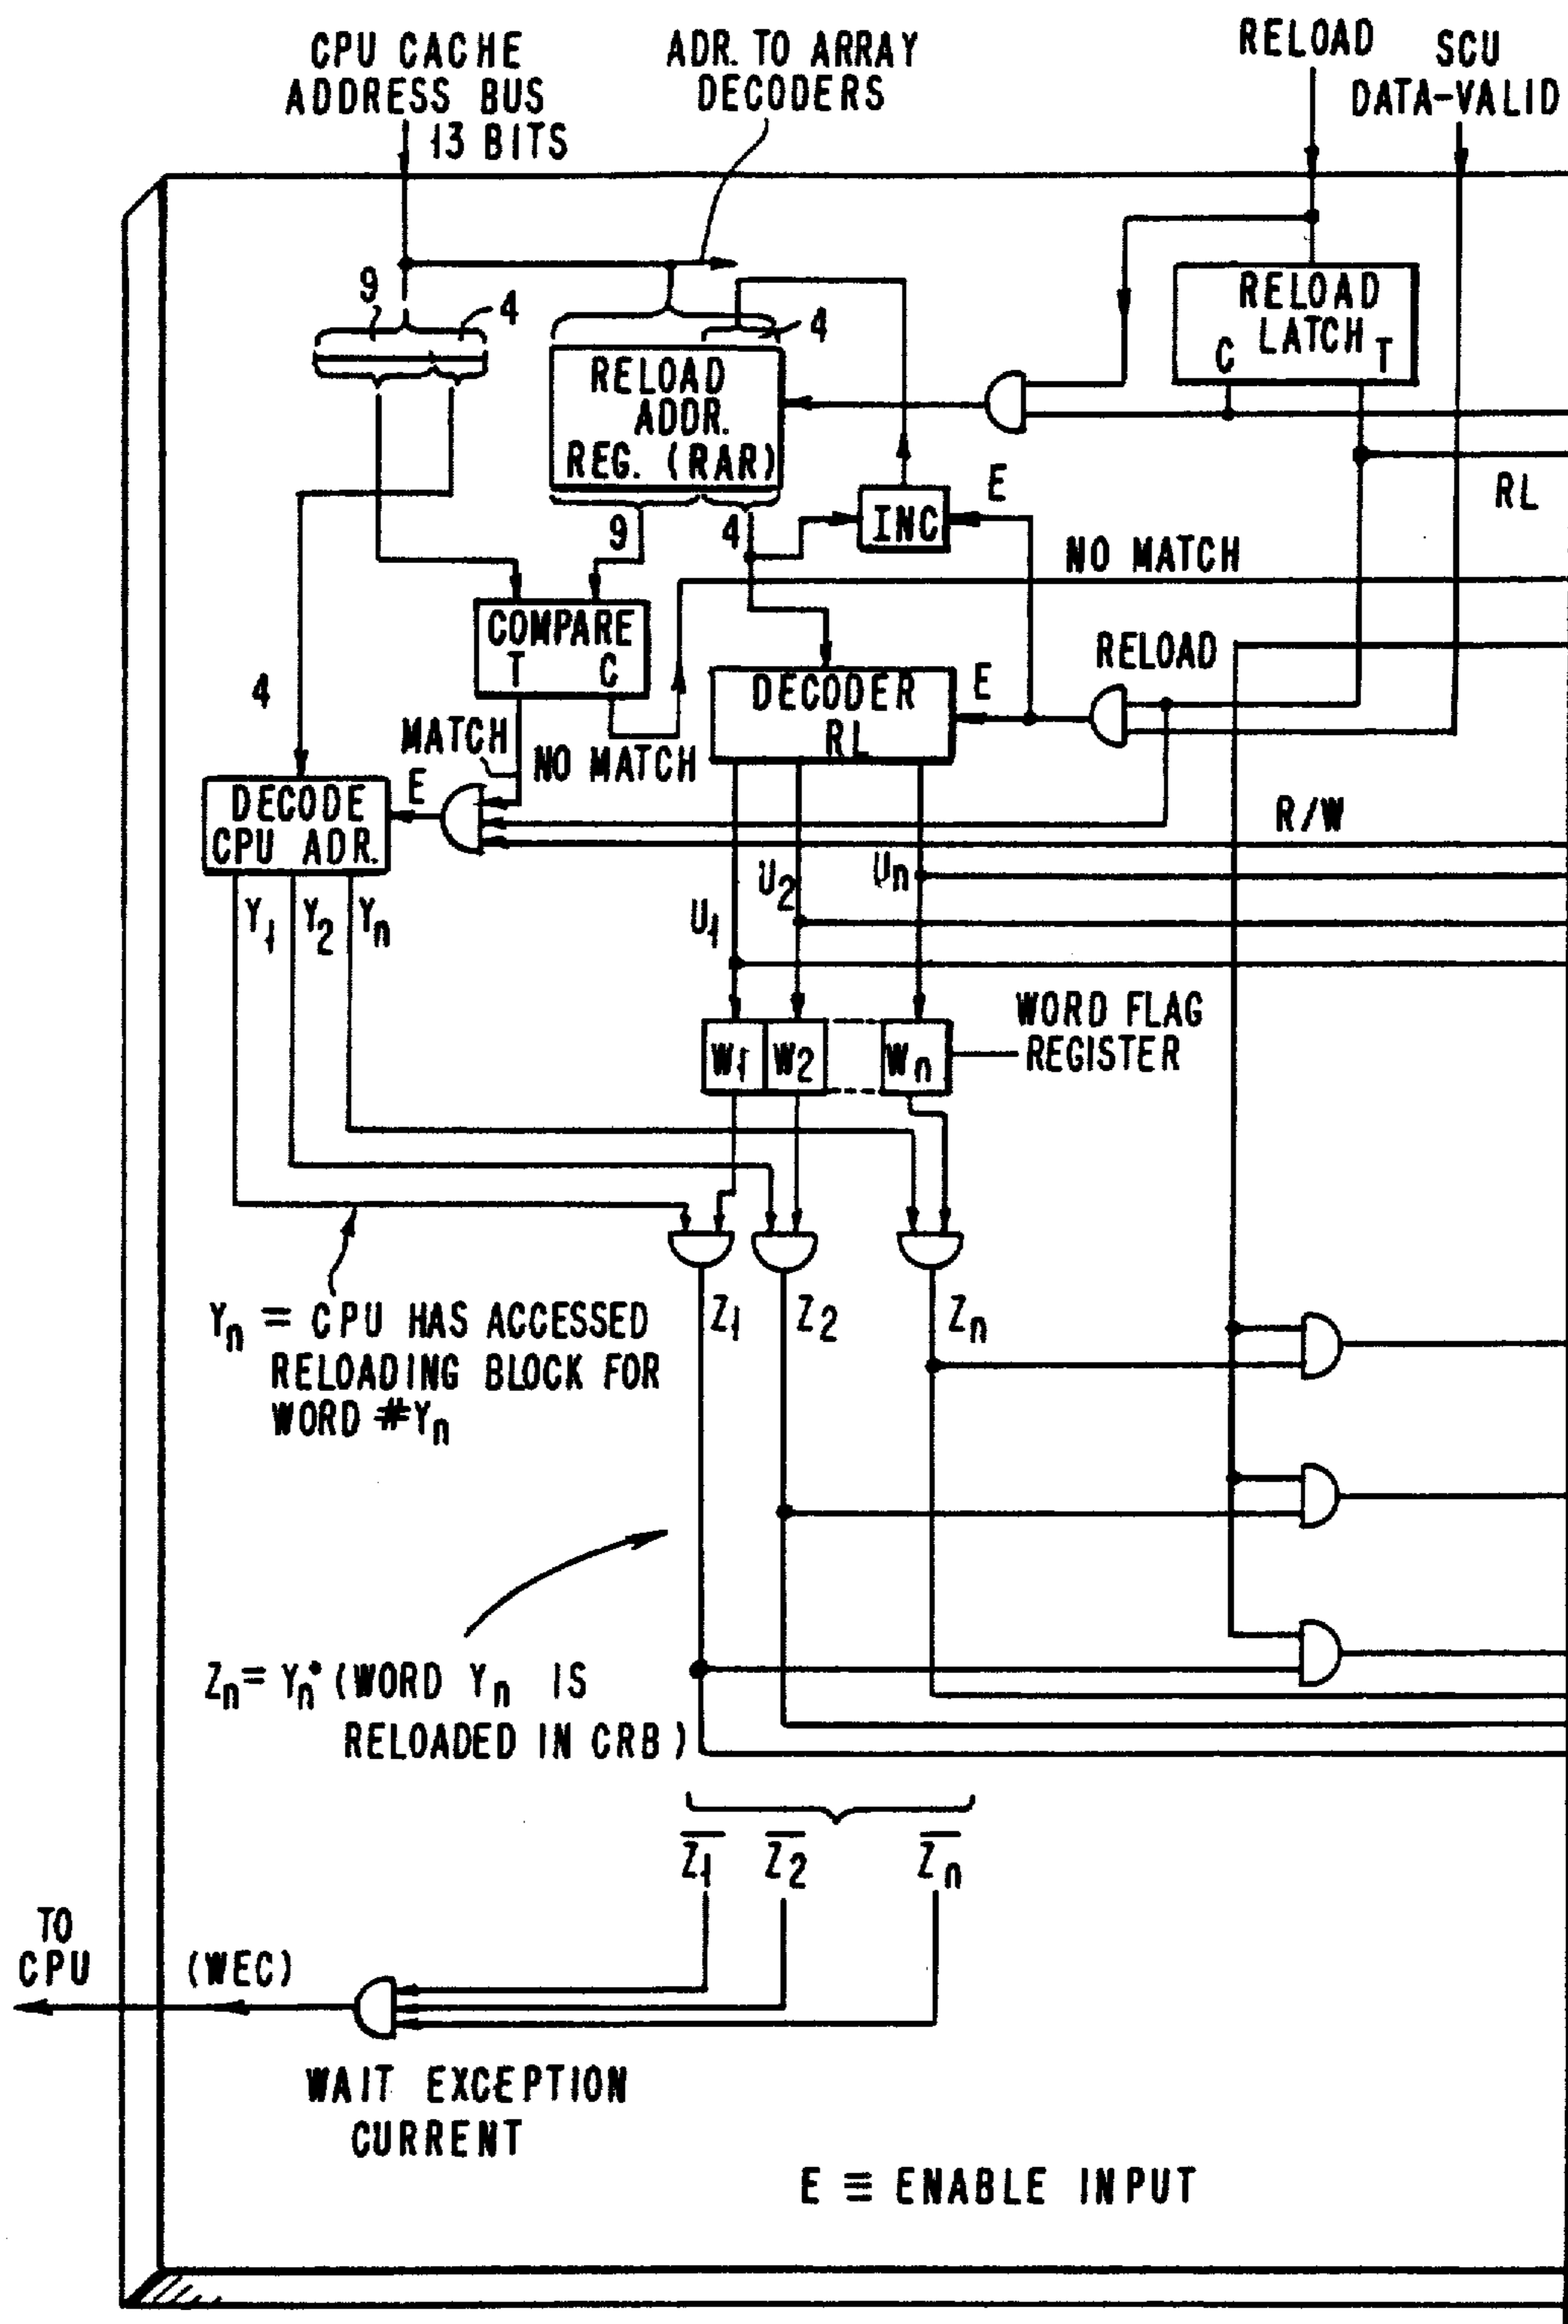 CPU CACHE
ADDRESS BUS
13 BITS
ADR. TO ARRAY
DECODERS
RELOAD
SCU
DATA-VALID
9
4
4
RELOAD
ADDR.
REG. (RAR)
RELOAD
LATCH
C
T
9
4
INC
E
RL
NO MATCH
COMPARE
T C
4
MATCH
NO MATCH
DECODER
RL
E
RELOAD
DECODE
CPU ADR.
E
R/W
Y1 Y2 Yn
U1
U2
Un
W1 W2 Wn
WORD FLAG
REGISTER
Z1 Z2 Zn
Yn = CPU HAS ACCESSED
RELOADING BLOCK FOR
WORD #Yn
Zn = Yn• (WORD Yn IS
RELOADED IN CRB)
Z̅1 Z̅2 Z̅n
TO
CPU
(WEC)
WAIT EXCEPTION
CURRENT
E ≡ ENABLE INPUT